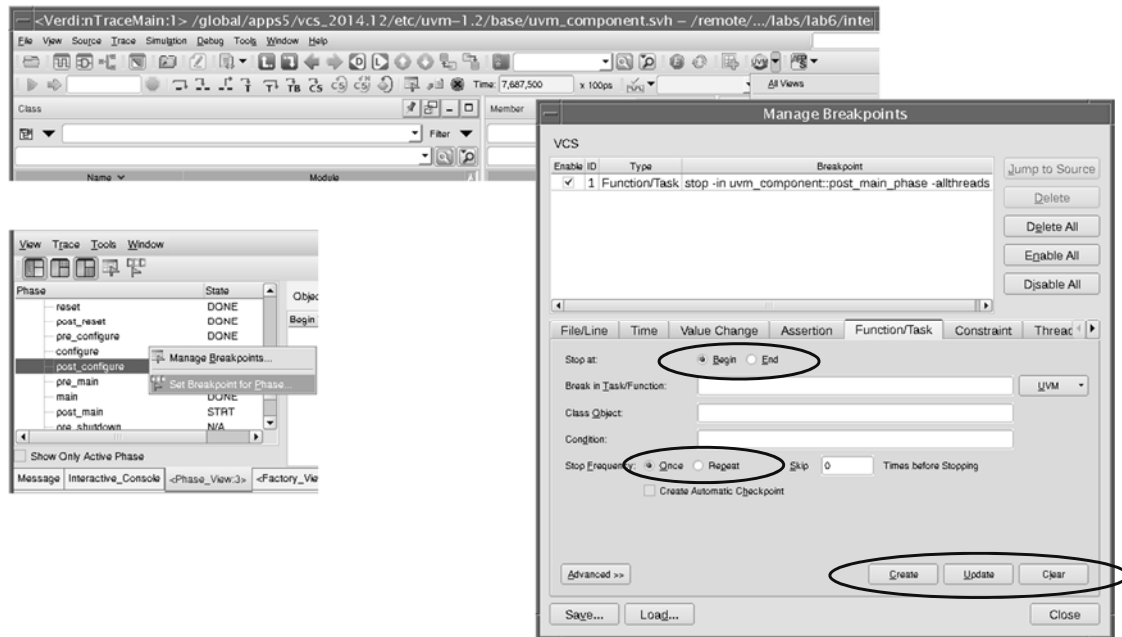 <Verdi:nTraceMain:1> /global/apps5/vcs_2014.12/etc/uvm-1.2/base/uvm_component.svh - /remote/.../labs/lab6/inte
File View Source Trace Simulation Debug Tools Window Help
Time: 7,687,500 x 100ps
All Views
Class
Member
Filter
Name Module
View Trace Tools Window
Phase State
Objec
Begin
reset DONE
post_reset DONE
pre_configure DONE
configure
post_configure
pre_main
main DONE
post_main STRT
pre_shutdown N/A
Manage Breakpoints...
Set Breakpoint for Phase...
Show Only Active Phase
Message Interactive_Console <Phase_View:3> <Factory_Vie
Manage Breakpoints
VCS
Enable ID Type Breakpoint
1 Function/Task stop -in uvm_component::post_main_phase -allthreads
Jump to Source
Delete
Delete All
Enable All
Disable All
File/Line Time Value Change Assertion Function/Task Constraint Threac
Stop at: Begin End
Break in Task/Function: UVM
Class Object:
Condition:
Stop Frequency: Once Repeat Skip 0 Times before Stopping
Create Automatic Checkpoint
Advanced >> Create Update Clear
Save... Load... Close